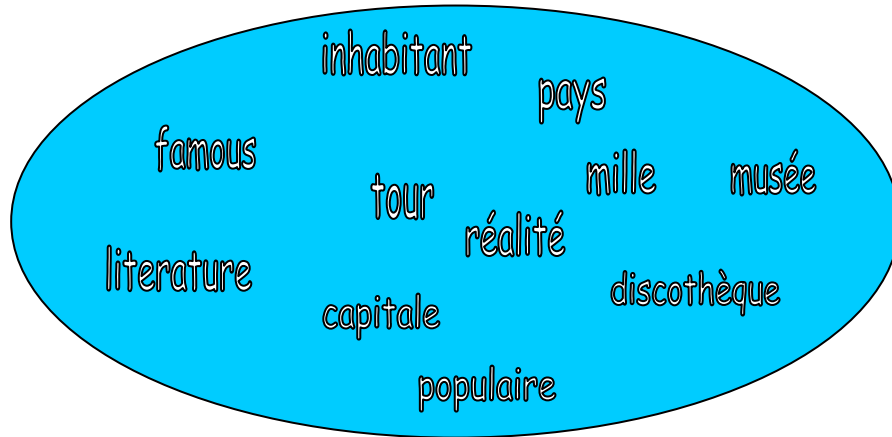 inhabitant
pays
famous
mille
musée
tour
réalité
literature
discothèque
capitale
populaire